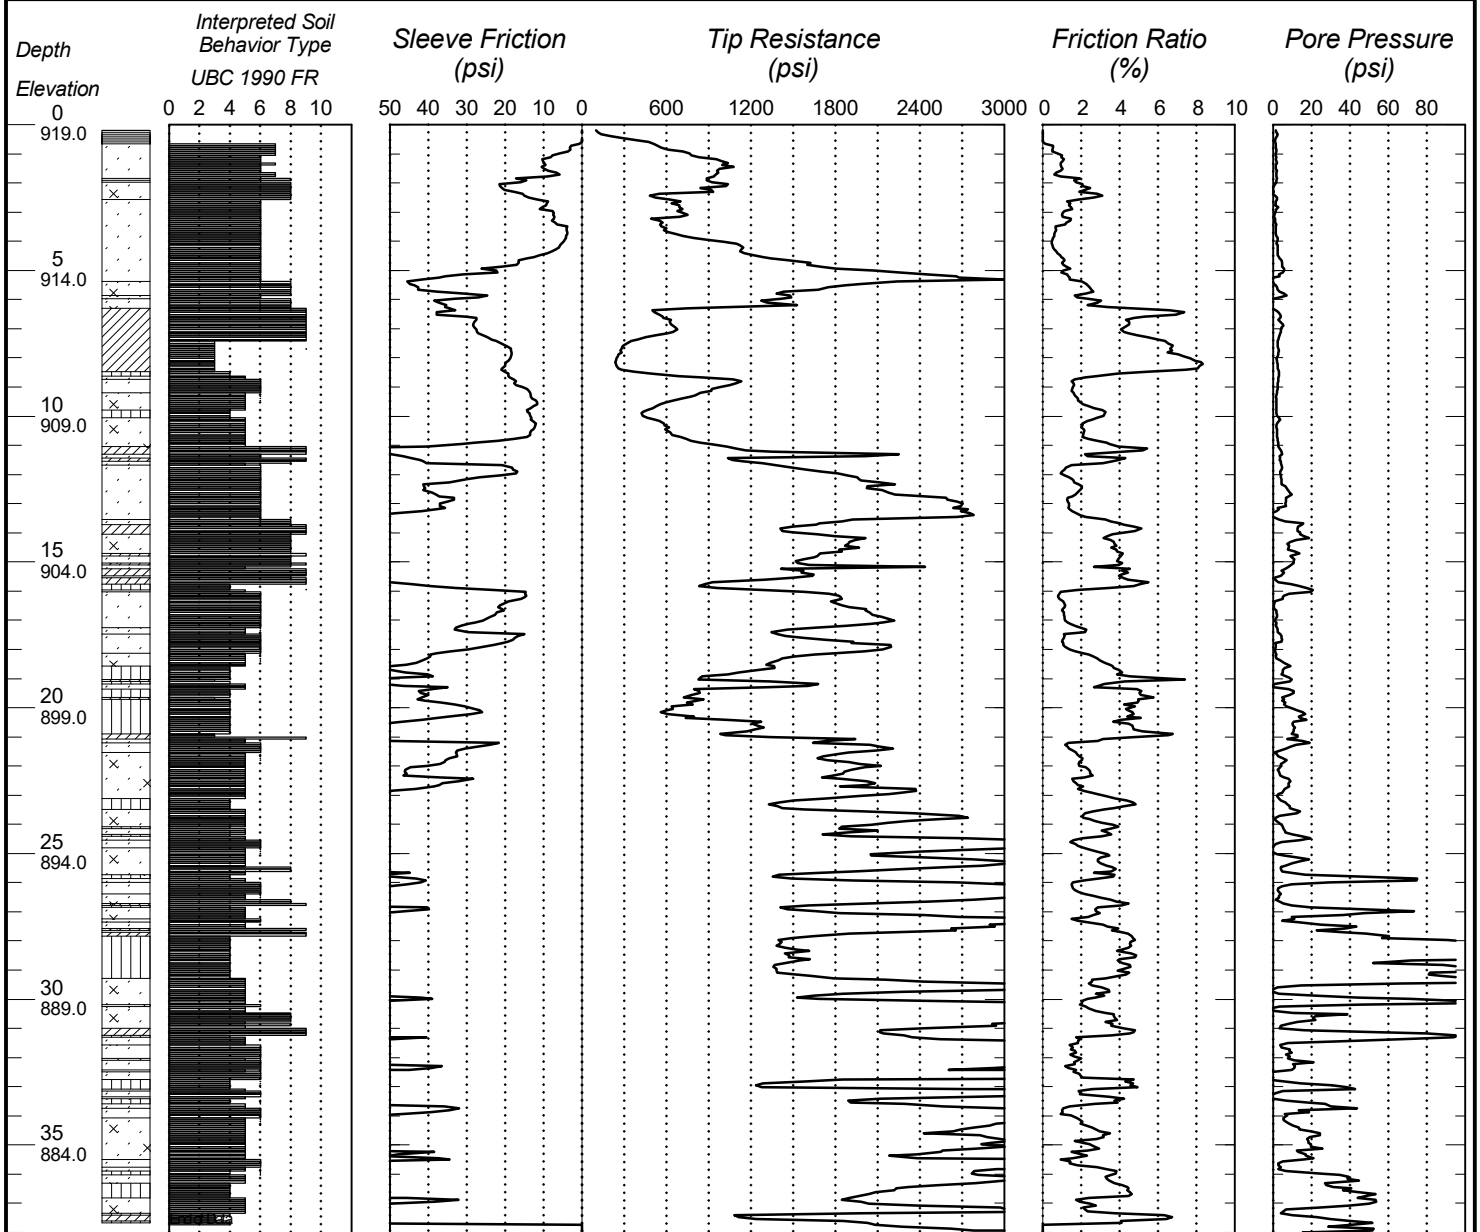 Interpreted Soil
Behavior Type
UBC 1990 FR
Depth
Elevation
Sleeve Friction
(psi)
Tip Resistance
(psi)
Friction Ratio
(%)
Pore Pressure
(psi)
0 2 4 6 8 10
50 40 30 20 10 0
600 1200 1800 2400 3000
0 2 4 6 8 10
0 20 40 60 80
0
919.0
5
914.0
10
909.0
15
904.0
20
899.0
25
894.0
30
889.0
35
884.0